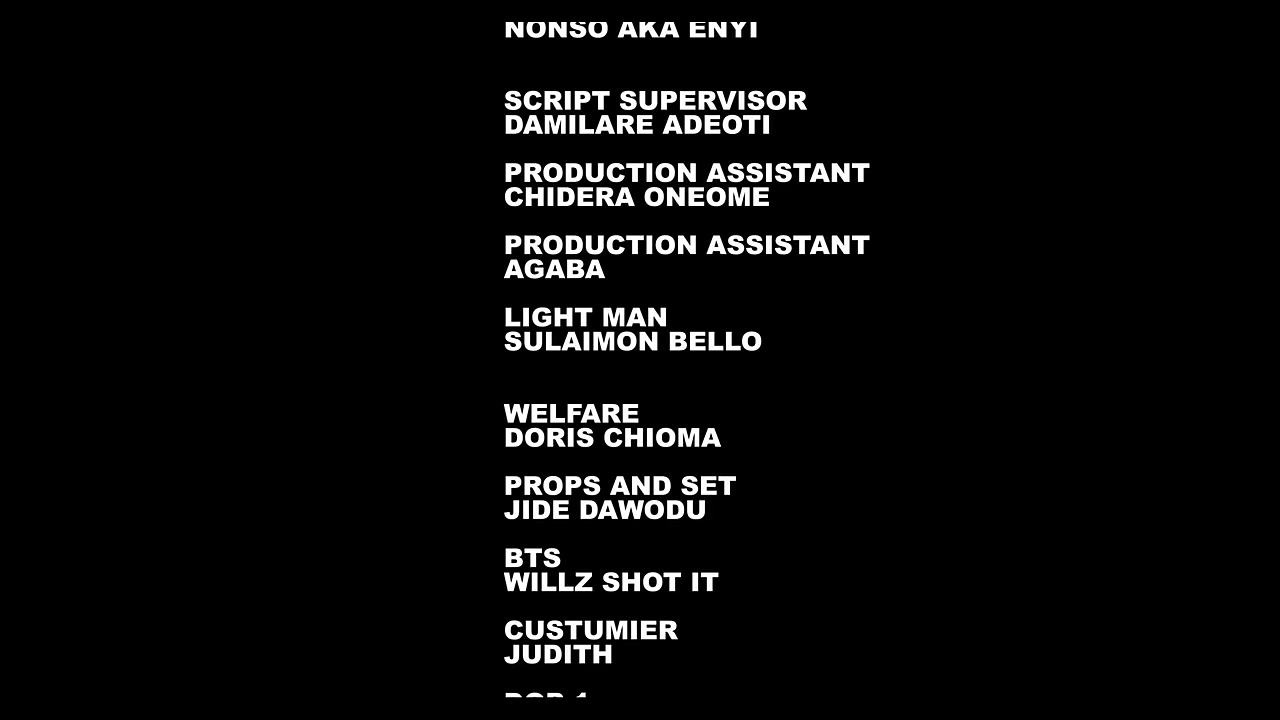 NONSO AKA ENYI
SCRIPT SUPERVISOR
DAMILARE ADEOTI
PRODUCTION ASSISTANT
CHIDERA ONEOME
PRODUCTION ASSISTANT
AGABA
LIGHT MAN
SULAIMON BELLO
WELFARE
DORIS CHIOMA
PROPS AND SET
JIDE DAWODU
BTS
WILLZ SHOT IT
CUSTUMIER
JUDITH